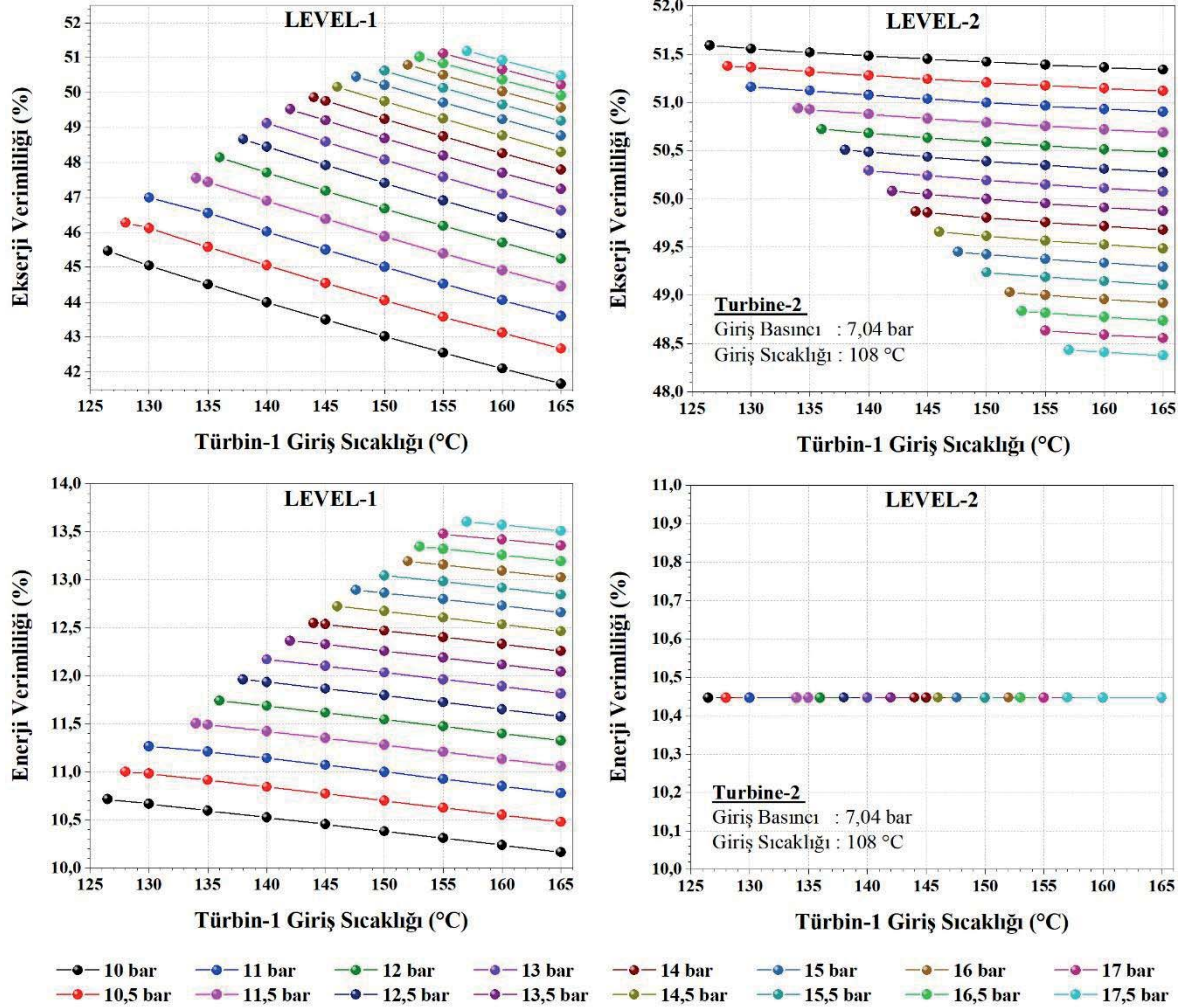 LEVEL-1
52
51
50
49
48
47
46
45
44
43
42
125 130 135 140 145 150 155 160 165
Ekserji Verimliliği (%)
Türbin-1 Giriş Sıcaklığı (°C)
LEVEL-2
52,0
51,5
51,0
50,5
50,0
49,5
49,0
48,5
48,0
125 130 135 140 145 150 155 160 165
Ekserji Verimliliği (%)
Turbine-2
Giriş Basıncı : 7,04 bar
Giriş Sıcaklığı : 108 °C
Türbin-1 Giriş Sıcaklığı (°C)
LEVEL-1
14,0
13,5
13,0
12,5
12,0
11,5
11,0
10,5
10,0
125 130 135 140 145 150 155 160 165
Enerji Verimliliği (%)
Türbin-1 Giriş Sıcaklığı (°C)
LEVEL-2
11,0
10,9
10,8
10,7
10,6
10,5
10,4
10,3
10,2
10,1
10,0
125 130 135 140 145 150 155 160 165
Enerji Verimliliği (%)
Turbine-2
Giriş Basıncı : 7,04 bar
Giriş Sıcaklığı : 108 °C
Türbin-1 Giriş Sıcaklığı (°C)
10 bar 11 bar 12 bar 13 bar 14 bar 15 bar 16 bar 17 bar
10,5 bar 11,5 bar 12,5 bar 13,5 bar 14,5 bar 15,5 bar 16,5 bar 17,5 bar